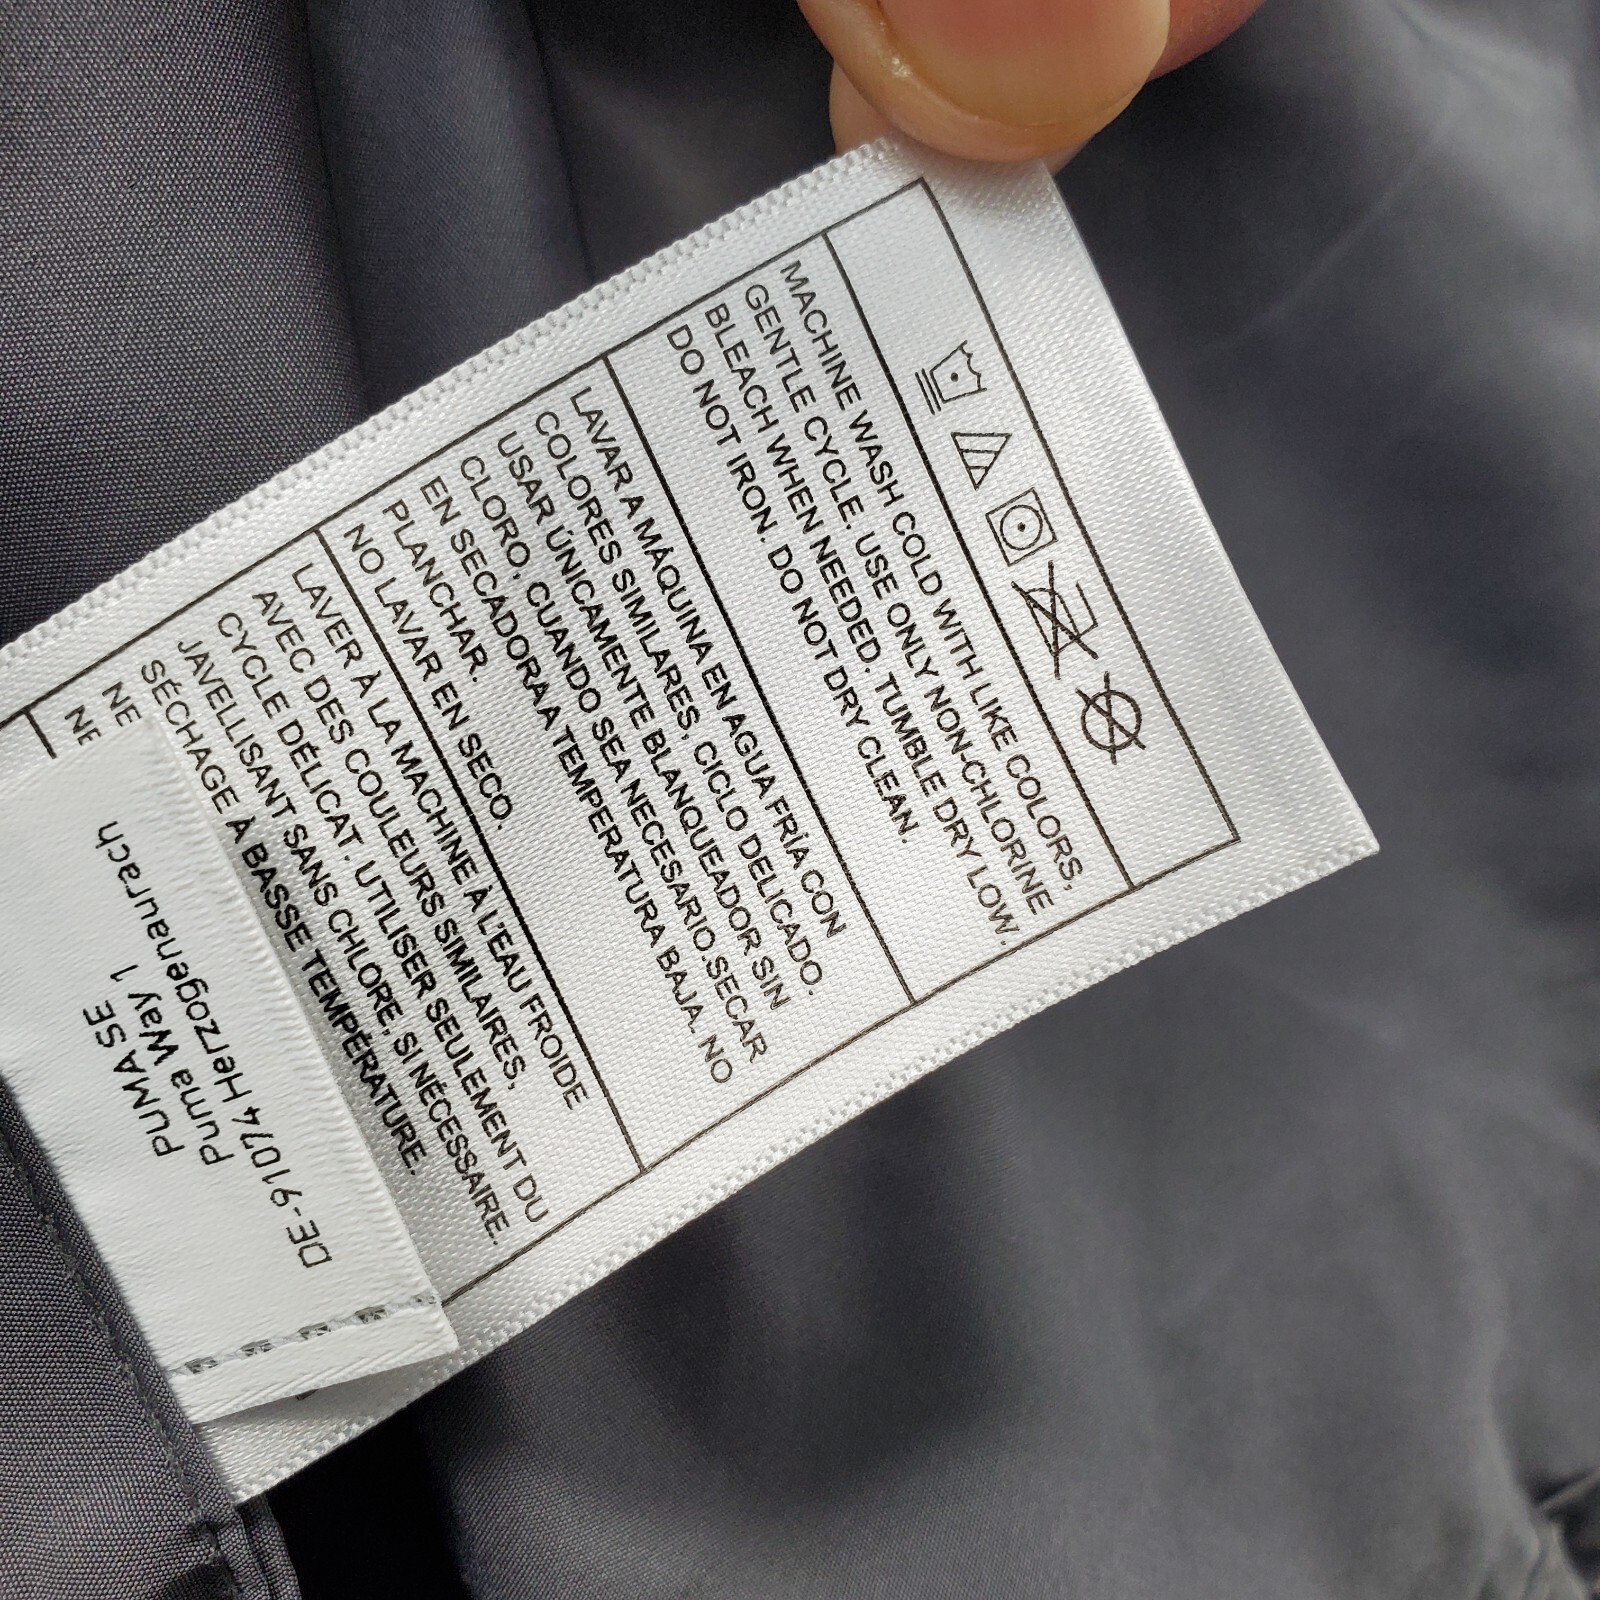 MACHINE WASH COLD WITH LIKE COLORS,
GENTLE CYCLE. USE ONLY NON-CHLORINE
BLEACH WHEN NEEDED. TUMBLE DRY LOW.
DO NOT IRON. DO NOT DRY CLEAN.
LAVAR A MÁQUINA EN AGUA FRÍA CON
COLORES SIMILARES, CICLO DELICADO.
USAR ÚNICAMENTE BLANQUEADOR SIN
CLORO, CUANDO SEA NECESARIO.SECAR
EN SECADORA A TEMPERATURA BAJA. NO
PLANCHAR.
NO LAVAR EN SECO.
LAVER À LA MACHINE À L'EAU FROIDE
AVEC DES COULEURS SIMILAIRES,
CYCLE DÉLICAT. UTILISER SEULEMENT DU
JAVELLISANT SANS CHLORE, SI NÉCESSAIRE.
SÉCHAGE À BASSE TEMPÉRATURE.
NE
NE
PUMA SE
Puma Way 1
DE-91074 Herzogenaurach